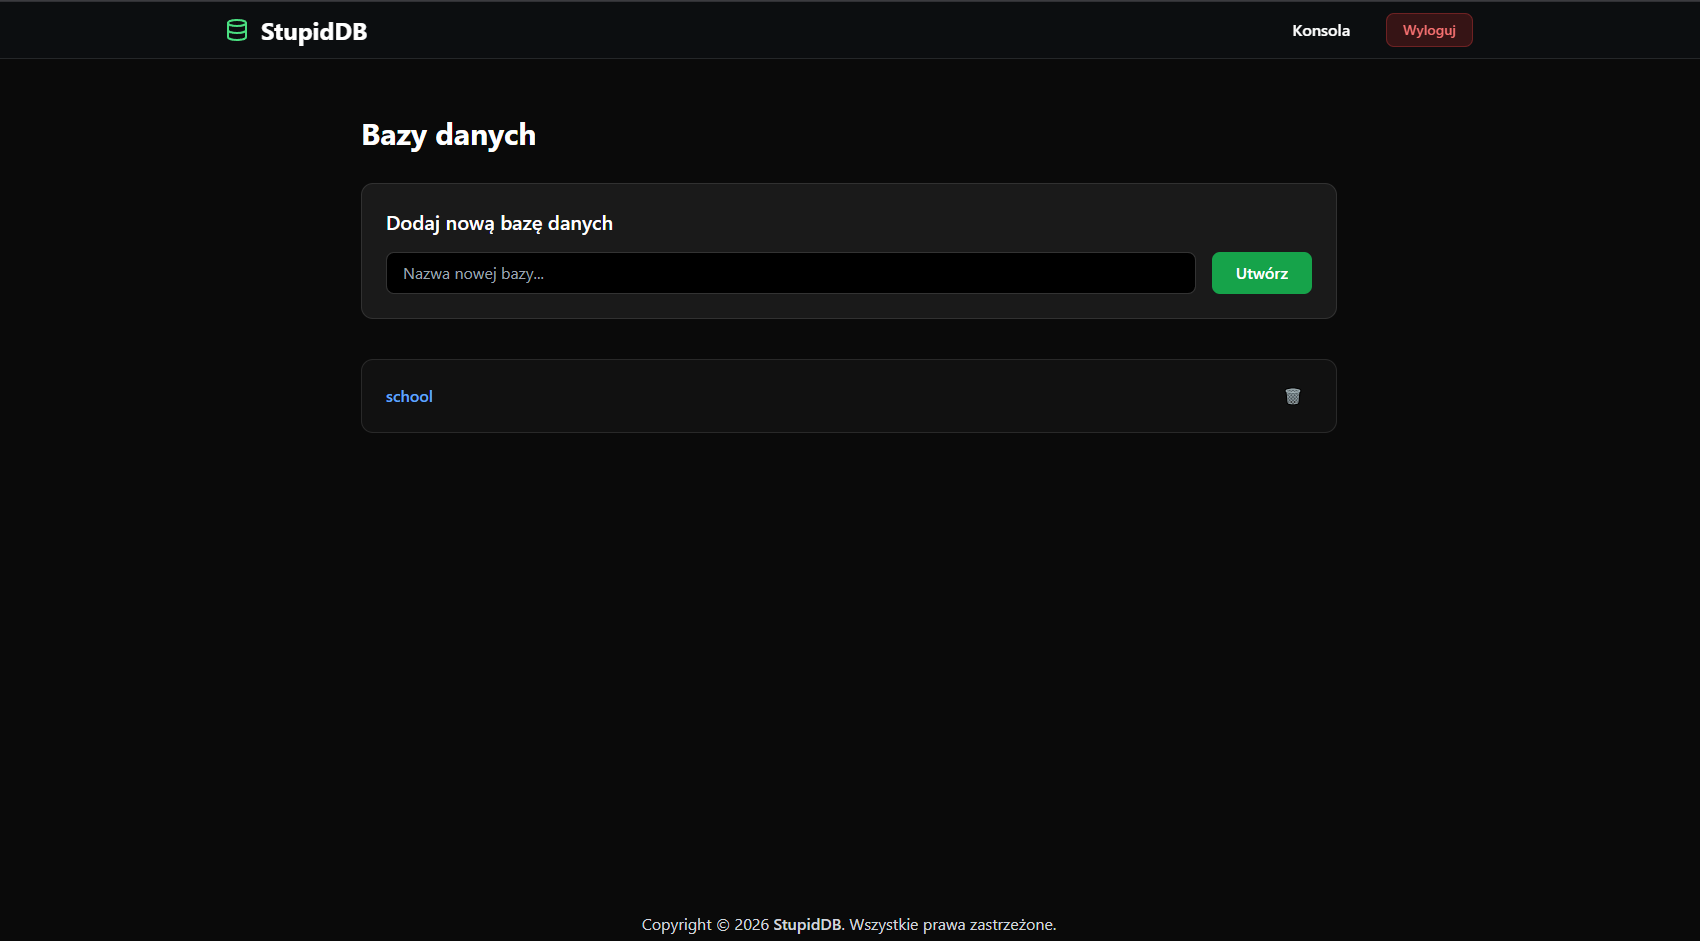 StupidDB
Konsola
Wyloguj
Bazy danych
Dodaj nową bazę danych
Nazwa nowej bazy...
Utwórz
school
Copyright © 2026 StupidDB. Wszystkie prawa zastrzeżone.